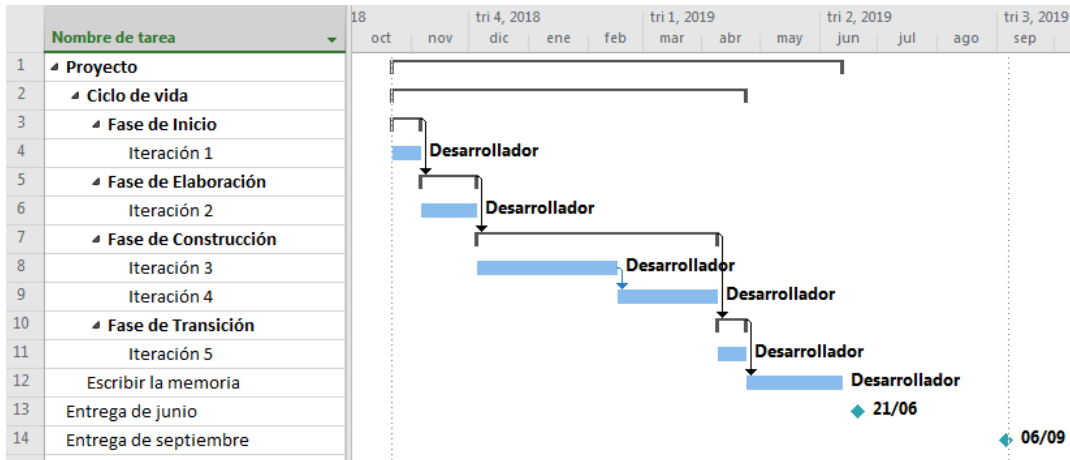 18 tri 4, 2018 tri 1, 2019 tri 2, 2019 tri 3, 2019
Nombre de tarea oct nov dic ene feb mar abr may jun jul ago sep
1 Proyecto
2 Ciclo de vida
3 Fase de Inicio
4 Iteración 1 Desarrollador
5 Fase de Elaboración
6 Iteración 2 Desarrollador
7 Fase de Construcción
8 Iteración 3 Desarrollador
9 Iteración 4 Desarrollador
10 Fase de Transición
11 Iteración 5 Desarrollador
12 Escribir la memoria Desarrollador
13 Entrega de junio 21/06
14 Entrega de septiembre 06/09